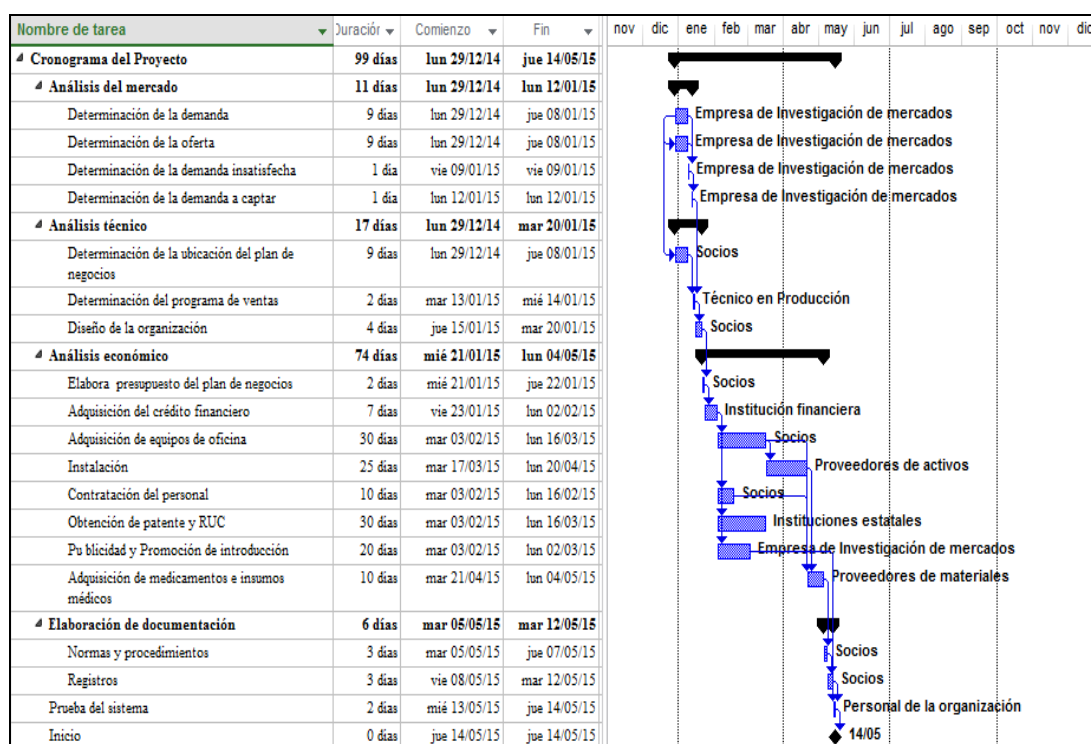 Nombre de tarea Duración Comienzo Fin nov dic ene feb mar abr may jun jul ago sep oct nov dic
Cronograma del Proyecto 99 días lun 29/12/14 jue 14/05/15
Análisis del mercado 11 días lun 29/12/14 lun 12/01/15
Determinación de la demanda 9 días lun 29/12/14 jue 08/01/15 Empresa de Investigación de mercados
Determinación de la oferta 9 días lun 29/12/14 jue 08/01/15 Empresa de Investigación de mercados
Determinación de la demanda insatisfecha 1 día vie 09/01/15 vie 09/01/15 Empresa de Investigación de mercados
Determinación de la demanda a captar 1 día lun 12/01/15 lun 12/01/15 Empresa de Investigación de mercados
Análisis técnico 17 días lun 29/12/14 mar 20/01/15
Determinación de la ubicación del plan de 9 días lun 29/12/14 jue 08/01/15 Socios
negocios
Determinación del programa de ventas 2 días mar 13/01/15 mié 14/01/15 Técnico en Producción
Diseño de la organización 4 días jue 15/01/15 mar 20/01/15 Socios
Análisis económico 74 días mié 21/01/15 lun 04/05/15
Elabora presupuesto del plan de negocios 2 días mié 21/01/15 jue 22/01/15 Socios
Adquisición del crédito financiero 7 días vie 23/01/15 lun 02/02/15 Institución financiera
Adquisición de equipos de oficina 30 días mar 03/02/15 lun 16/03/15 Socios
Instalación 25 días mar 17/03/15 lun 20/04/15 Proveedores de activos
Contratación del personal 10 días mar 03/02/15 lun 16/02/15 Socios
Obtención de patente y RUC 30 días mar 03/02/15 lun 16/03/15 Instituciones estatales
Pu blicidad y Promoción de introducción 20 días mar 03/02/15 lun 02/03/15 Empresa de Investigación de mercados
Adquisición de medicamentos e insumos 10 días mar 21/04/15 lun 04/05/15 Proveedores de materiales
médicos
Elaboración de documentación 6 días mar 05/05/15 mar 12/05/15
Normas y procedimientos 3 días mar 05/05/15 jue 07/05/15 Socios
Registros 3 días vie 08/05/15 mar 12/05/15 Socios
Prueba del sistema 2 días mié 13/05/15 jue 14/05/15 Personal de la organización
Inicio 0 días jue 14/05/15 jue 14/05/15 14/05